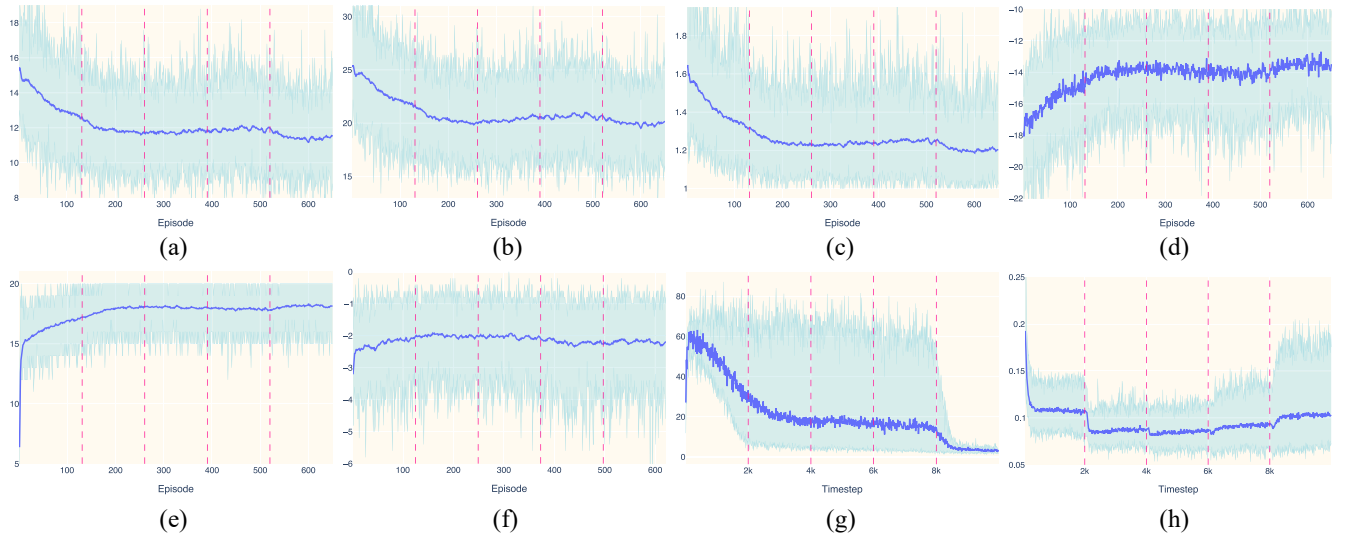 18
16
14
12
10
8
100 200 300 400 500 600
Episode
(a)
30
25
20
15
100 200 300 400 500 600
Episode
(b)
1.8
1.6
1.4
1.2
1
100 200 300 400 500 600
Episode
(c)
−10
−12
−14
−16
−18
−20
−22
100 200 300 400 500 600
Episode
(d)
20
15
10
5
100 200 300 400 500 600
Episode
(e)
0
−1
−2
−3
−4
−5
−6
0 100 200 300 400 500 600
Episode
(f)
80
60
40
20
0
2k 4k 6k 8k
Timestep
(g)
0.25
0.2
0.15
0.1
0.05
2k 4k 6k 8k
Timestep
(h)